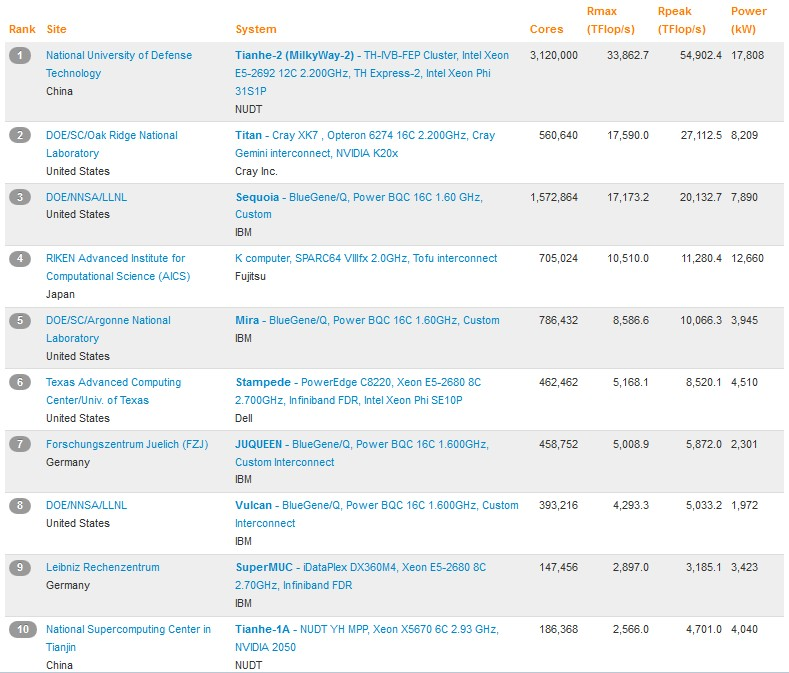 Rank Site System Cores Rmax (TFlop/s) Rpeak (TFlop/s) Power (kW)
1 National University of Defense Tianhe-2 (MilkyWay-2) - TH-IVB-FEP Cluster, Intel Xeon 3,120,000 33,862.7 54,902.4 17,808
Technology E5-2692 12C 2.200GHz, TH Express-2, Intel Xeon Phi
China 31S1P
NUDT
2 DOE/SC/Oak Ridge National Titan - Cray XK7 , Opteron 6274 16C 2.200GHz, Cray 560,640 17,590.0 27,112.5 8,209
Laboratory Gemini interconnect, NVIDIA K20x
United States Cray Inc.
3 DOE/NNSA/LLNL Sequoia - BlueGene/Q, Power BQC 16C 1.60 GHz, 1,572,864 17,173.2 20,132.7 7,890
United States Custom
IBM
4 RIKEN Advanced Institute for K computer, SPARC64 VIIIfx 2.0GHz, Tofu interconnect 705,024 10,510.0 11,280.4 12,660
Computational Science (AICS) Fujitsu
Japan
5 DOE/SC/Argonne National Mira - BlueGene/Q, Power BQC 16C 1.60GHz, Custom 786,432 8,586.6 10,066.3 3,945
Laboratory IBM
United States
6 Texas Advanced Computing Stampede - PowerEdge C8220, Xeon E5-2680 8C 462,462 5,168.1 8,520.1 4,510
Center/Univ. of Texas 2.700GHz, Infiniband FDR, Intel Xeon Phi SE10P
United States Dell
7 Forschungszentrum Juelich (FZJ) JUQUEEN - BlueGene/Q, Power BQC 16C 1.600GHz, 458,752 5,008.9 5,872.0 2,301
Germany Custom Interconnect
IBM
8 DOE/NNSA/LLNL Vulcan - BlueGene/Q, Power BQC 16C 1.600GHz, Custom 393,216 4,293.3 5,033.2 1,972
United States Interconnect
IBM
9 Leibniz Rechenzentrum SuperMUC - iDataPlex DX360M4, Xeon E5-2680 8C 147,456 2,897.0 3,185.1 3,423
Germany 2.70GHz, Infiniband FDR
IBM
10 National Supercomputing Center in Tianhe-1A - NUDT YH MPP, Xeon X5670 6C 2.93 GHz, 186,368 2,566.0 4,701.0 4,040
Tianjin NVIDIA 2050
China NUDT